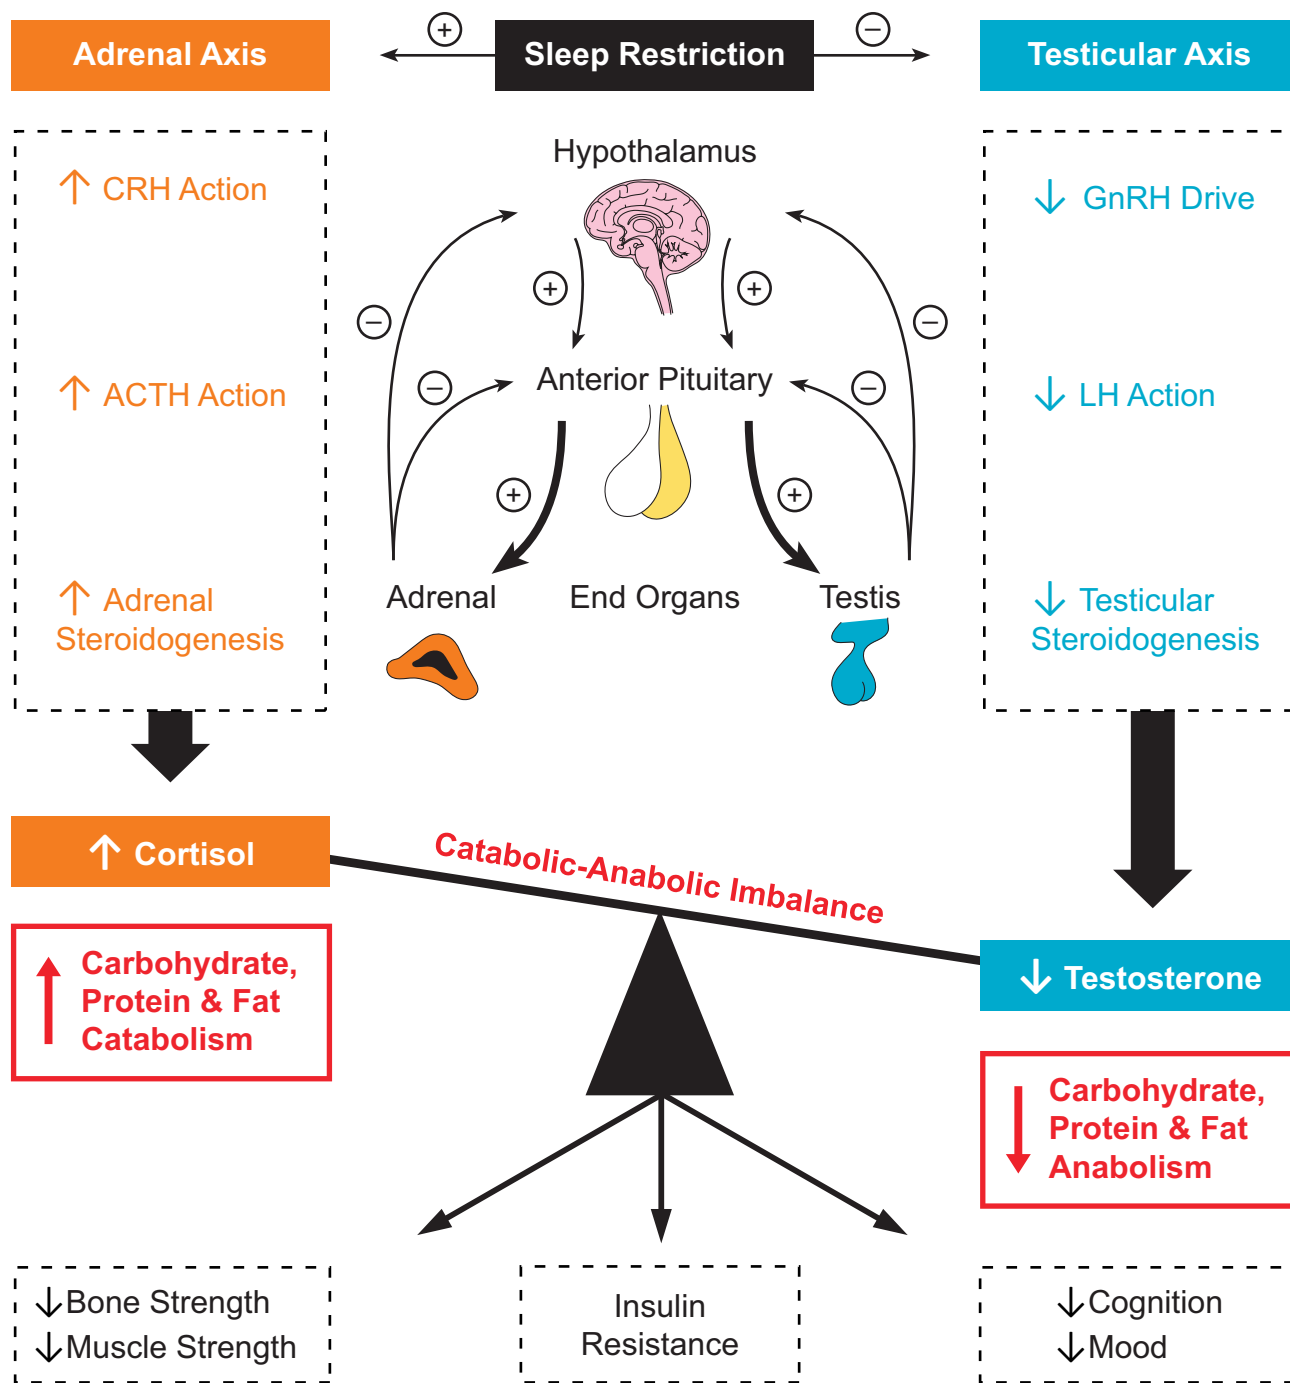 Adrenal Axis
+
Sleep Restriction
−
Testicular Axis
Hypothalamus
↑ CRH Action
↓ GnRH Drive
+
+
−
−
Anterior Pituitary
↑ ACTH Action
−
−
↓ LH Action
+
+
↑ Adrenal
Steroidogenesis
Adrenal
End Organs
Testis
↓ Testicular
Steroidogenesis
↑ Cortisol
Catabolic-Anabolic Imbalance
↑ Carbohydrate,
Protein & Fat
Catabolism
↓ Testosterone
↓ Carbohydrate,
Protein & Fat
Anabolism
↓Bone Strength
↓Muscle Strength
Insulin
Resistance
↓Cognition
↓Mood